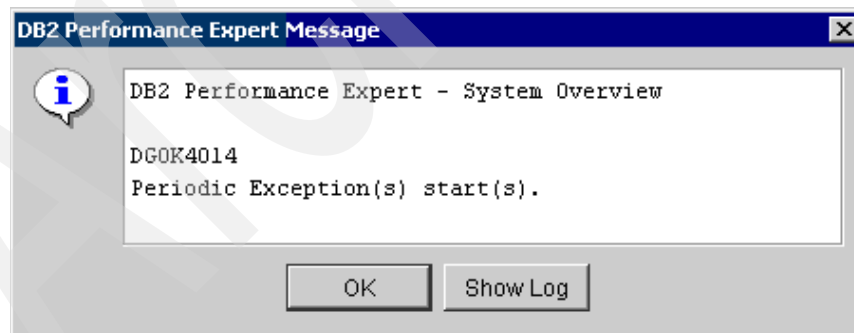 DB2 Performance Expert Message
DB2 Performance Expert - System Overview
DGOK4014
Periodic Exception(s) start(s).
OK
Show Log